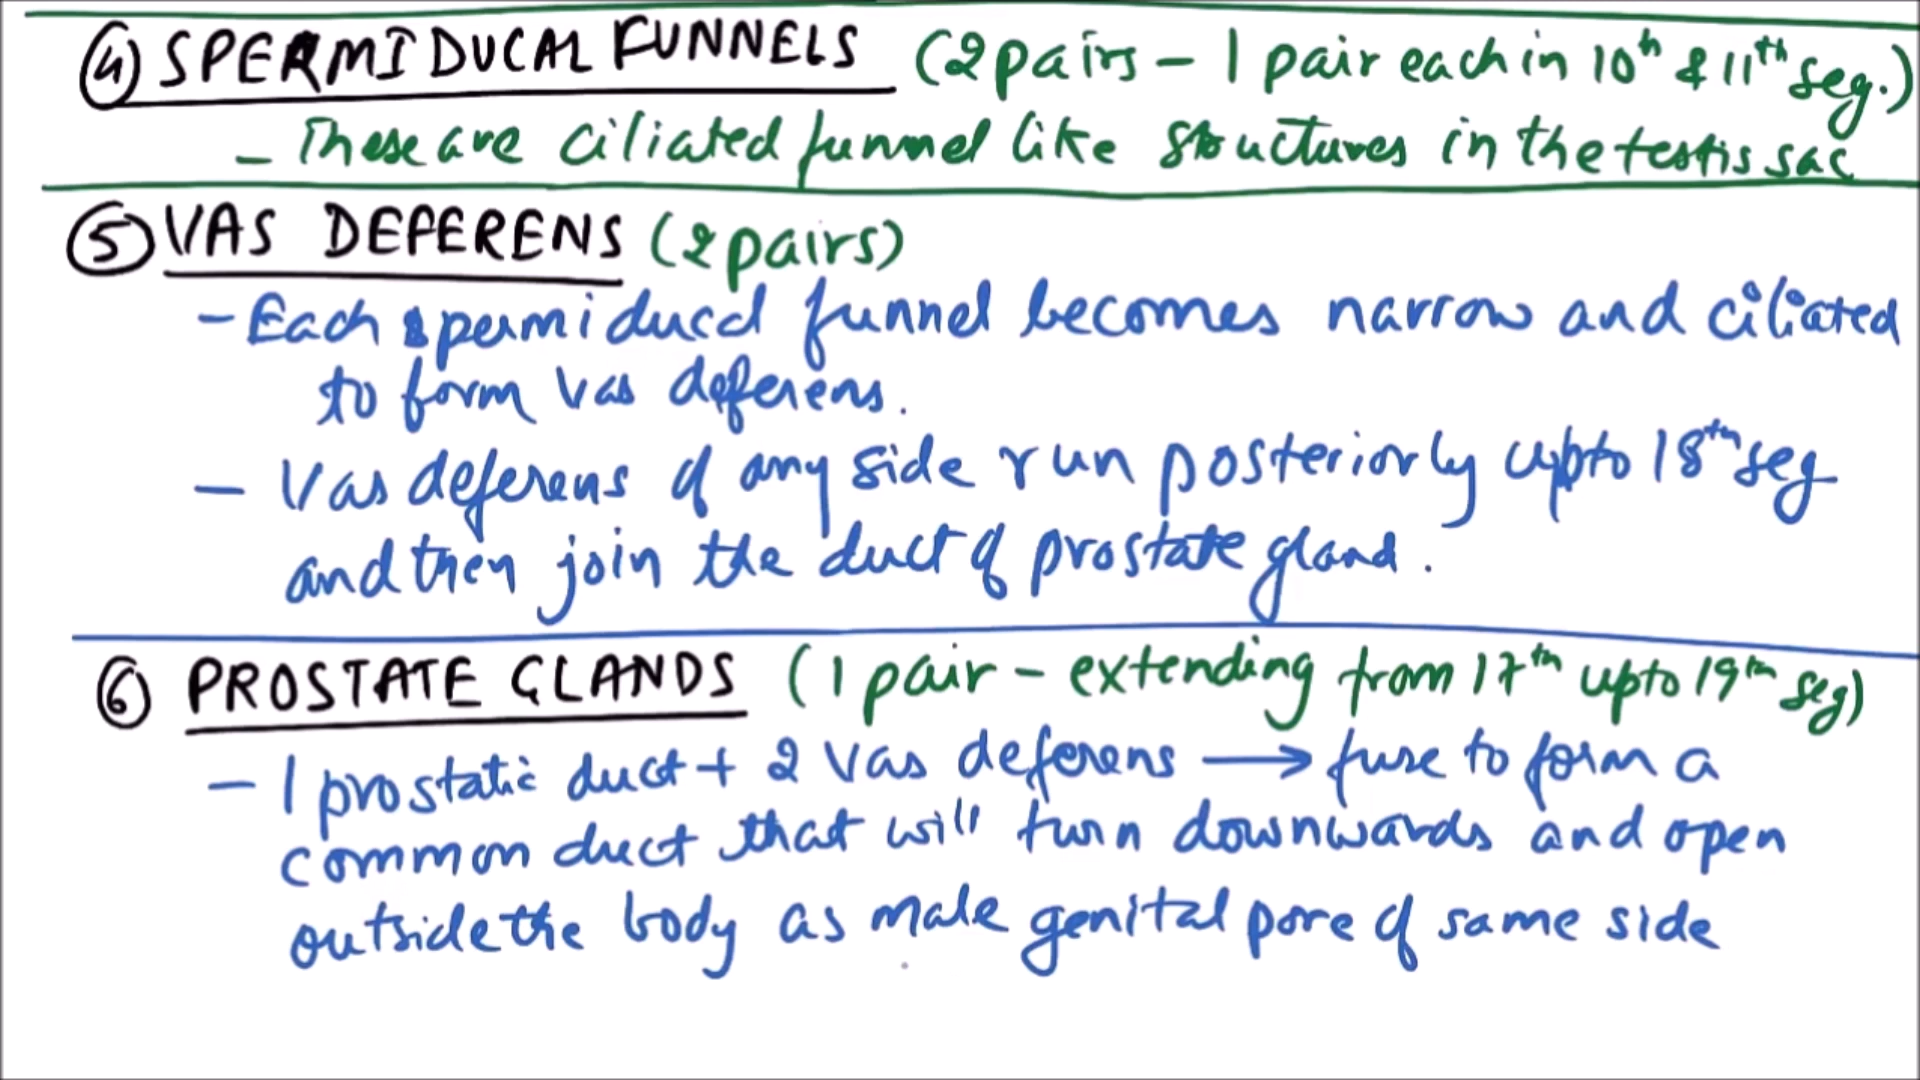 ④ SPERMIDUCAL FUNNELS (2 pairs – 1 pair each in 10th & 11th seg.)
– These are ciliated funnel like structures in the testis sac
⑤ VAS DEFERENS (2 pairs)
– Each spermiducal funnel becomes narrow and ciliated
to form vas deferens.
– Vas deferens of any side run posteriorly upto 18th seg
and then join the duct of prostate gland.
⑥ PROSTATE GLANDS (1 pair – extending from 17th upto 19th seg)
– 1 prostatic duct + 2 vas deferens → fuse to form a
common duct that will turn downwards and open
outside the body as male genital pore of same side